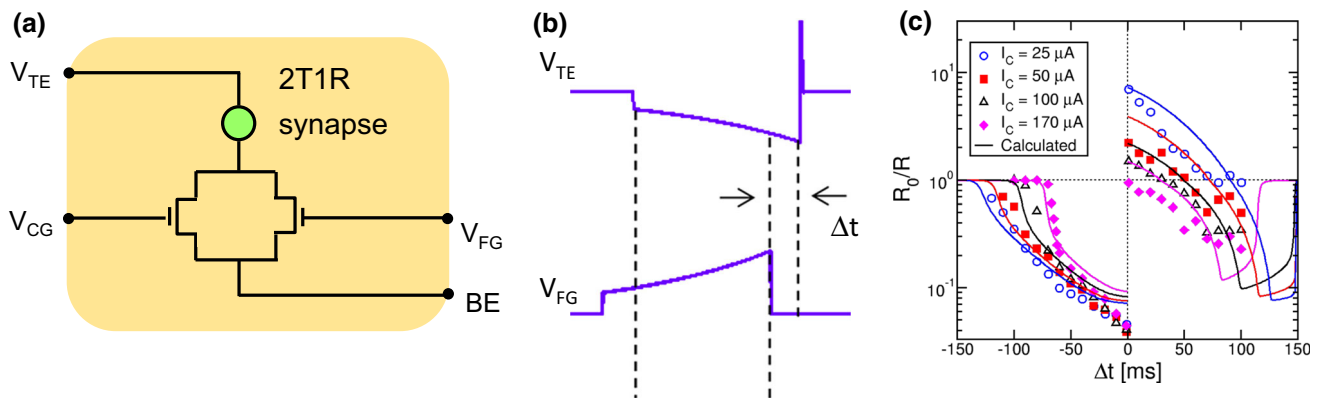 (a)
V_TE
2T1R
synapse
V_CG
V_FG
BE
(b)
V_TE
Δt
V_FG
(c)
I_C = 25 μA
I_C = 50 μA
I_C = 100 μA
I_C = 170 μA
Calculated
R_0/R
10^1
10^0
10^-1
-150 -100 -50 0 50 100 150
Δt [ms]